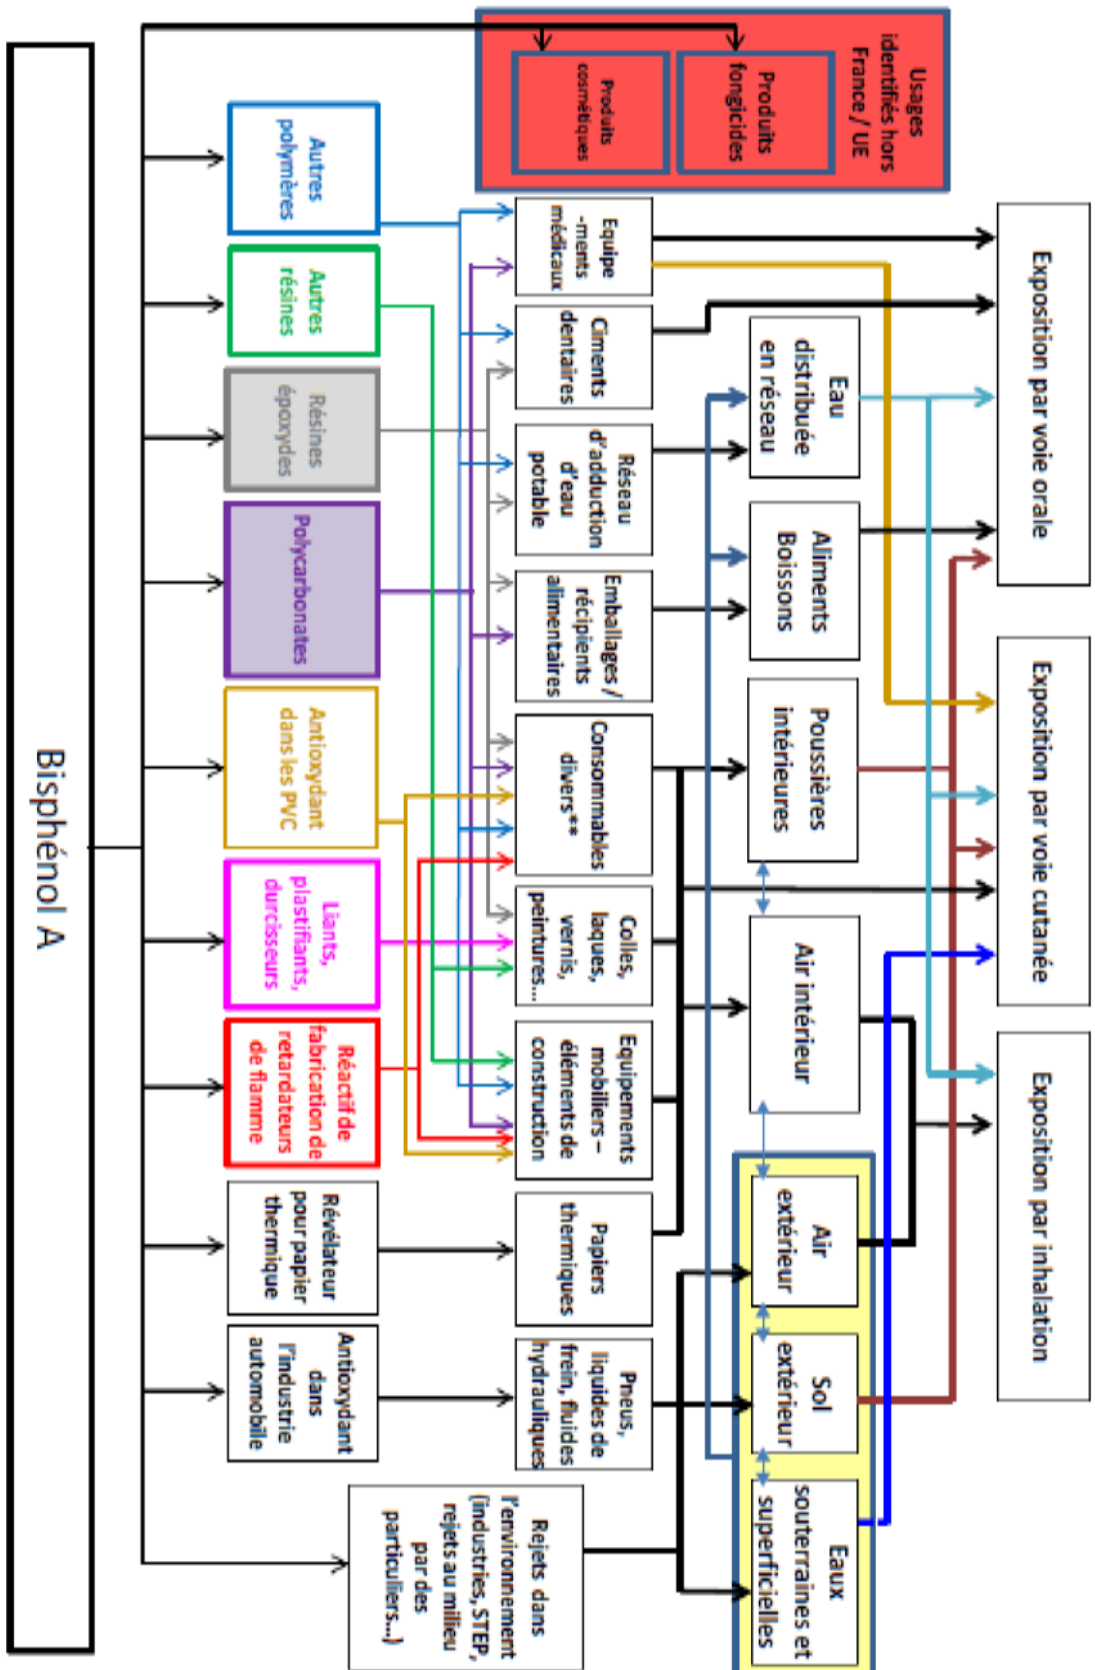 Exposition par voie orale
Exposition par voie cutanée
Exposition par inhalation
Usages
identifiés hors
France / UE
Produits
fongicides
Produits
cosmétiques
Eau
distribuée
en réseau
Aliments
Boissons
Poussières
intérieures
Air intérieur
Air
extérieur
Sol
extérieur
Eaux
souterraines et
superficielles
Equipe
-ments
médicaux
Ciments
dentaires
Réseau
d'adduction
d'eau
potable
Emballages /
récipients
alimentaires
Consommables
divers**
Colles,
laques,
vernis,
peintures...
Equipements
mobiliers –
éléments de
construction
Papiers
thermiques
Pneus,
liquides de
frein, fluides
hydrauliques
Rejets dans
l'environnement
(industries, STEP,
rejets au milieu
par des
particuliers...)
Autres
polymères
Autres
résines
Résines
époxydes
Polycarbonates
Antioxydant
dans les PVC
Liants,
plastifiants,
durcisseurs
Réactif de
fabrication de
retardateurs
de flamme
Révélateur
pour papier
thermique
Antioxydant
dans
l'industrie
automobile
Bisphénol A